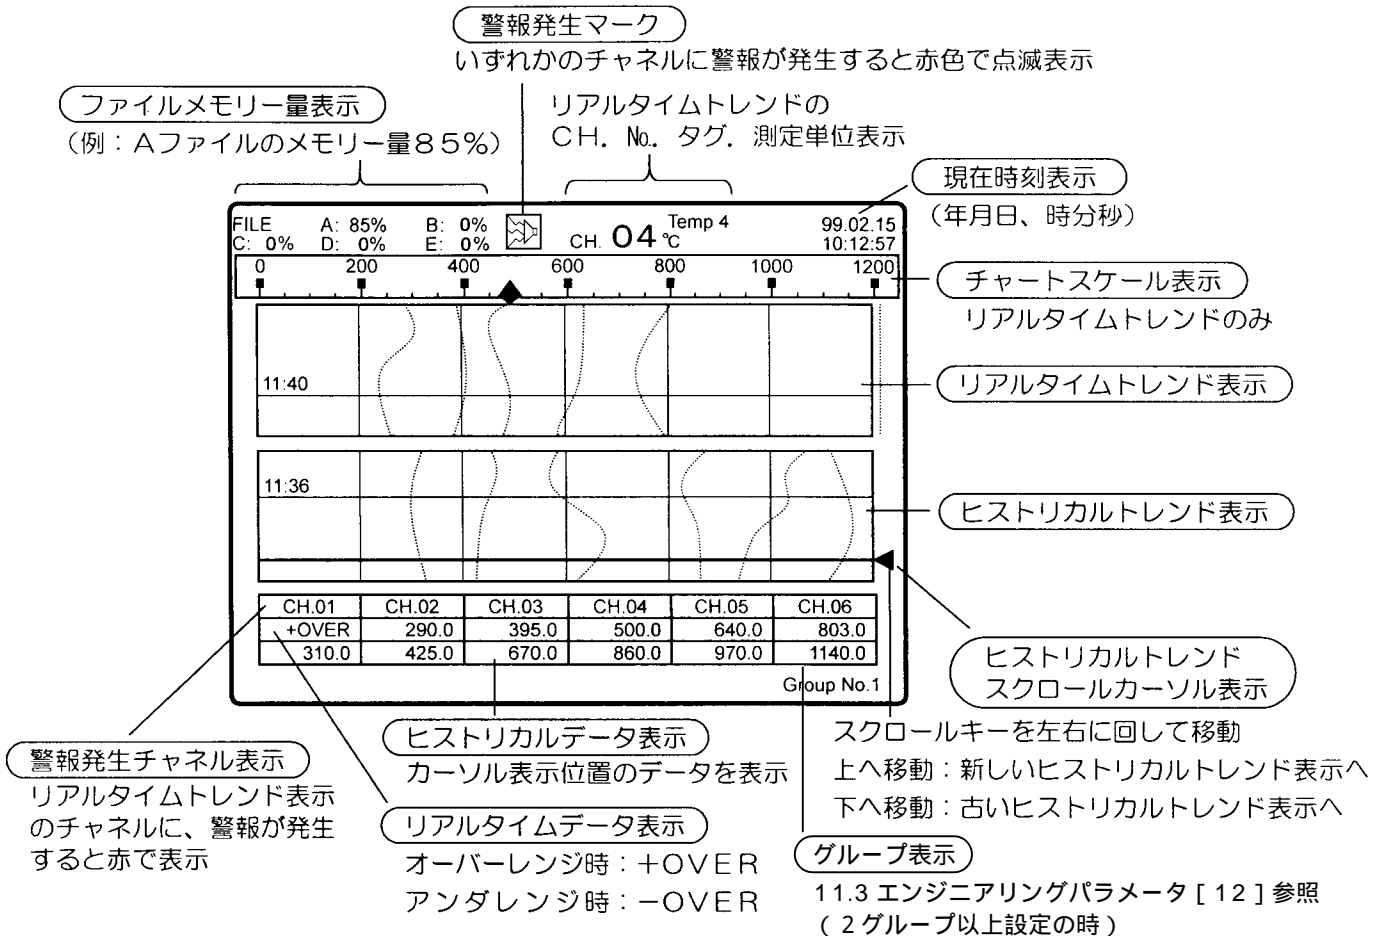 警報発生マーク
いずれかのチャネルに警報が発生すると赤色で点滅表示
ファイルメモリー量表示
(例：Aファイルのメモリー量85%)
リアルタイムトレンドの
CH. No. タグ. 測定単位表示
現在時刻表示
(年月日、時分秒)
FILE A: 85% B: 0%
C: 0% D: 0% E: 0%
CH. 04 ℃ Temp 4
99.02.15
10:12:57
0 200 400 600 800 1000 1200
チャートスケール表示
リアルタイムトレンドのみ
11:40
リアルタイムトレンド表示
11:36
ヒストリカルトレンド表示
CH.01 CH.02 CH.03 CH.04 CH.05 CH.06
+OVER 290.0 395.0 500.0 640.0 803.0
310.0 425.0 670.0 860.0 970.0 1140.0
Group No.1
ヒストリカルトレンド
スクロールカーソル表示
スクロールキーを左右に回して移動
上へ移動：新しいヒストリカルトレンド表示へ
下へ移動：古いヒストリカルトレンド表示へ
警報発生チャネル表示
リアルタイムトレンド表示
のチャネルに、警報が発生
すると赤で表示
ヒストリカルデータ表示
カーソル表示位置のデータを表示
リアルタイムデータ表示
オーバーレンジ時：+OVER
アンダレンジ時：−OVER
グループ表示
11.3 エンジニアリングパラメータ [ 12 ] 参照
( 2 グループ以上設定の時 )